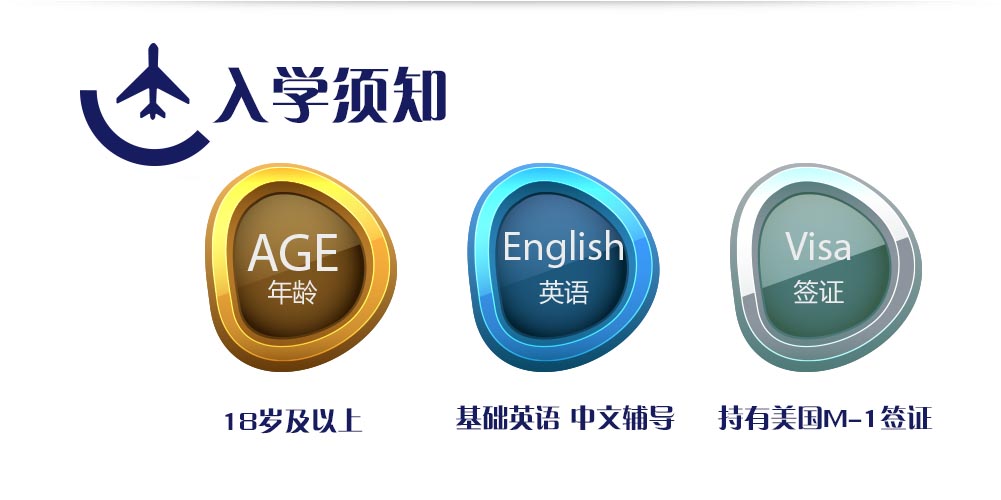 入学须知
AGE
年龄
English
英语
Visa
签证
18岁及以上
基础英语 中文辅导
持有美国M-1签证